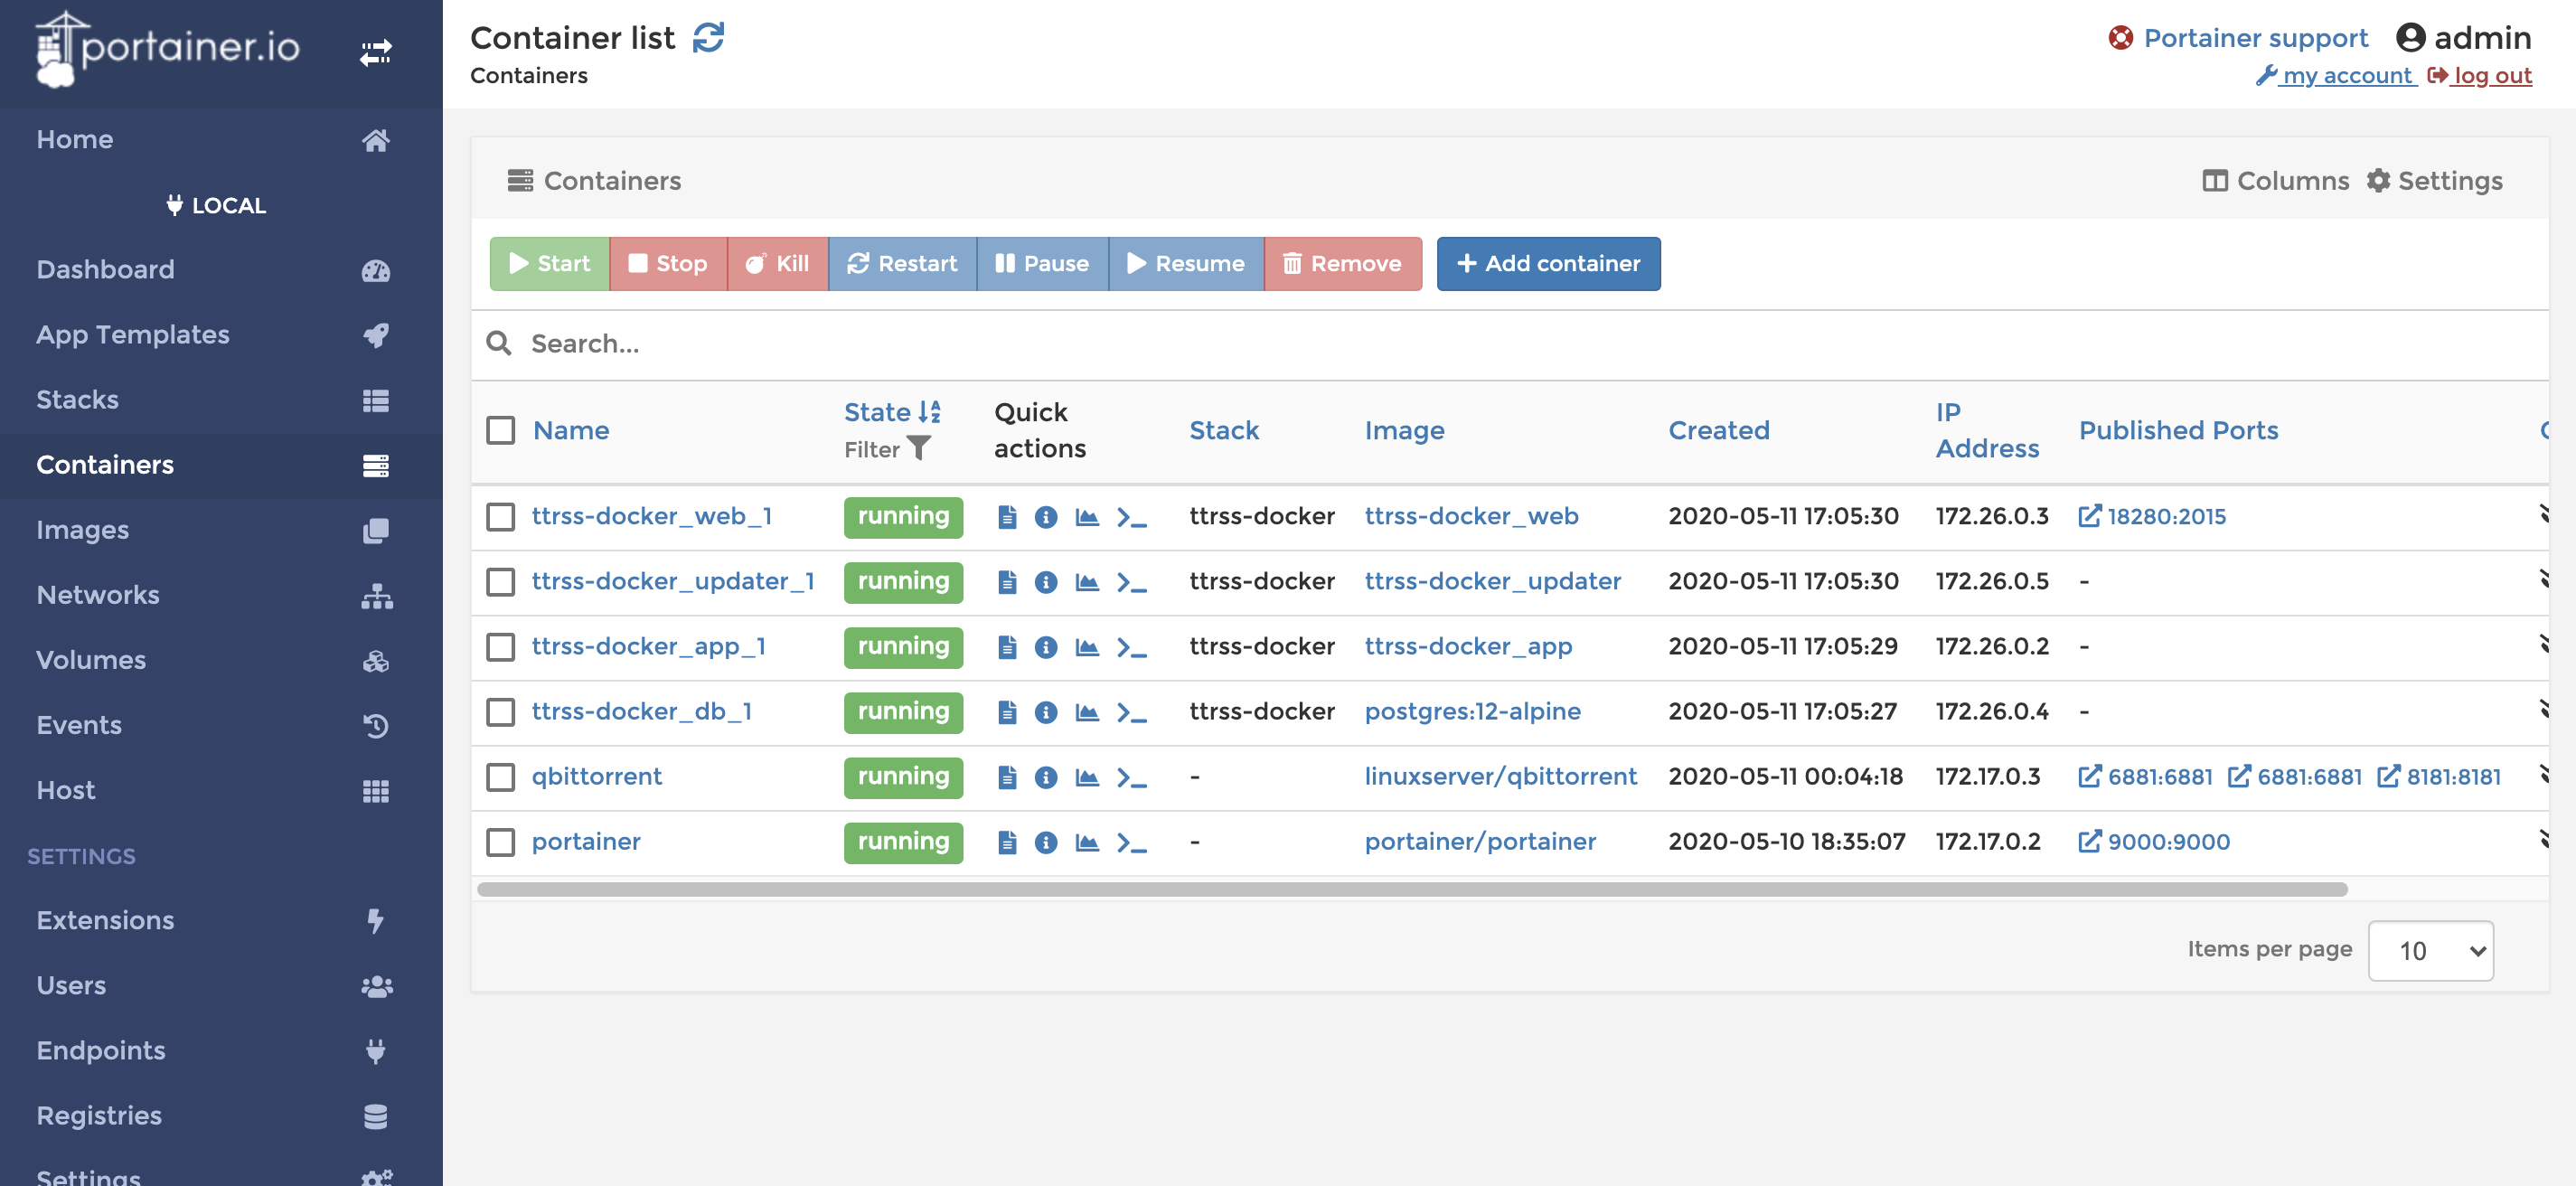 portainer.io
Container list
Containers
Portainer support admin
my account log out
Home
LOCAL
Dashboard
App Templates
Stacks
Containers
Images
Networks
Volumes
Events
Host
SETTINGS
Extensions
Users
Endpoints
Registries
Settings
Containers Columns Settings
Start Stop Kill Restart Pause Resume Remove Add container
Search...
Name State Filter Quick actions Stack Image Created IP Address Published Ports
ttrss-docker_web_1 running ttrss-docker ttrss-docker_web 2020-05-11 17:05:30 172.26.0.3 18280:2015
ttrss-docker_updater_1 running ttrss-docker ttrss-docker_updater 2020-05-11 17:05:30 172.26.0.5 -
ttrss-docker_app_1 running ttrss-docker ttrss-docker_app 2020-05-11 17:05:29 172.26.0.2 -
ttrss-docker_db_1 running ttrss-docker postgres:12-alpine 2020-05-11 17:05:27 172.26.0.4 -
qbittorrent running - linuxserver/qbittorrent 2020-05-11 00:04:18 172.17.0.3 6881:6881 6881:6881 8181:8181
portainer running - portainer/portainer 2020-05-10 18:35:07 172.17.0.2 9000:9000
Items per page 10